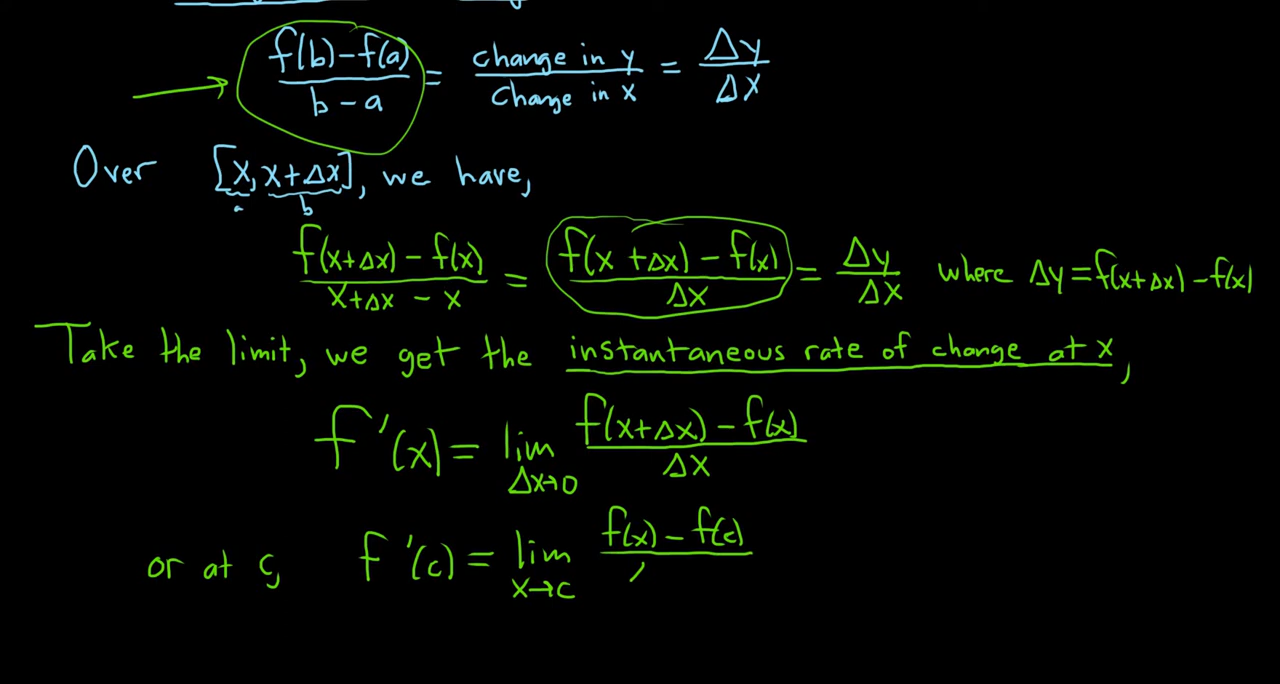 f(b)-f(a) / b-a = change in y / Change in x = Δy / Δx
Over [x, x+Δx], we have,
a b
f(x+Δx)-f(x) / x+Δx-x = f(x+Δx)-f(x) / Δx = Δy / Δx where Δy=f(x+Δx)-f(x)
Take the limit, we get the instantaneous rate of change at x,
f'(x) = lim Δx→0 f(x+Δx)-f(x) / Δx
or at c, f'(c) = lim x→c f(x)-f(c)